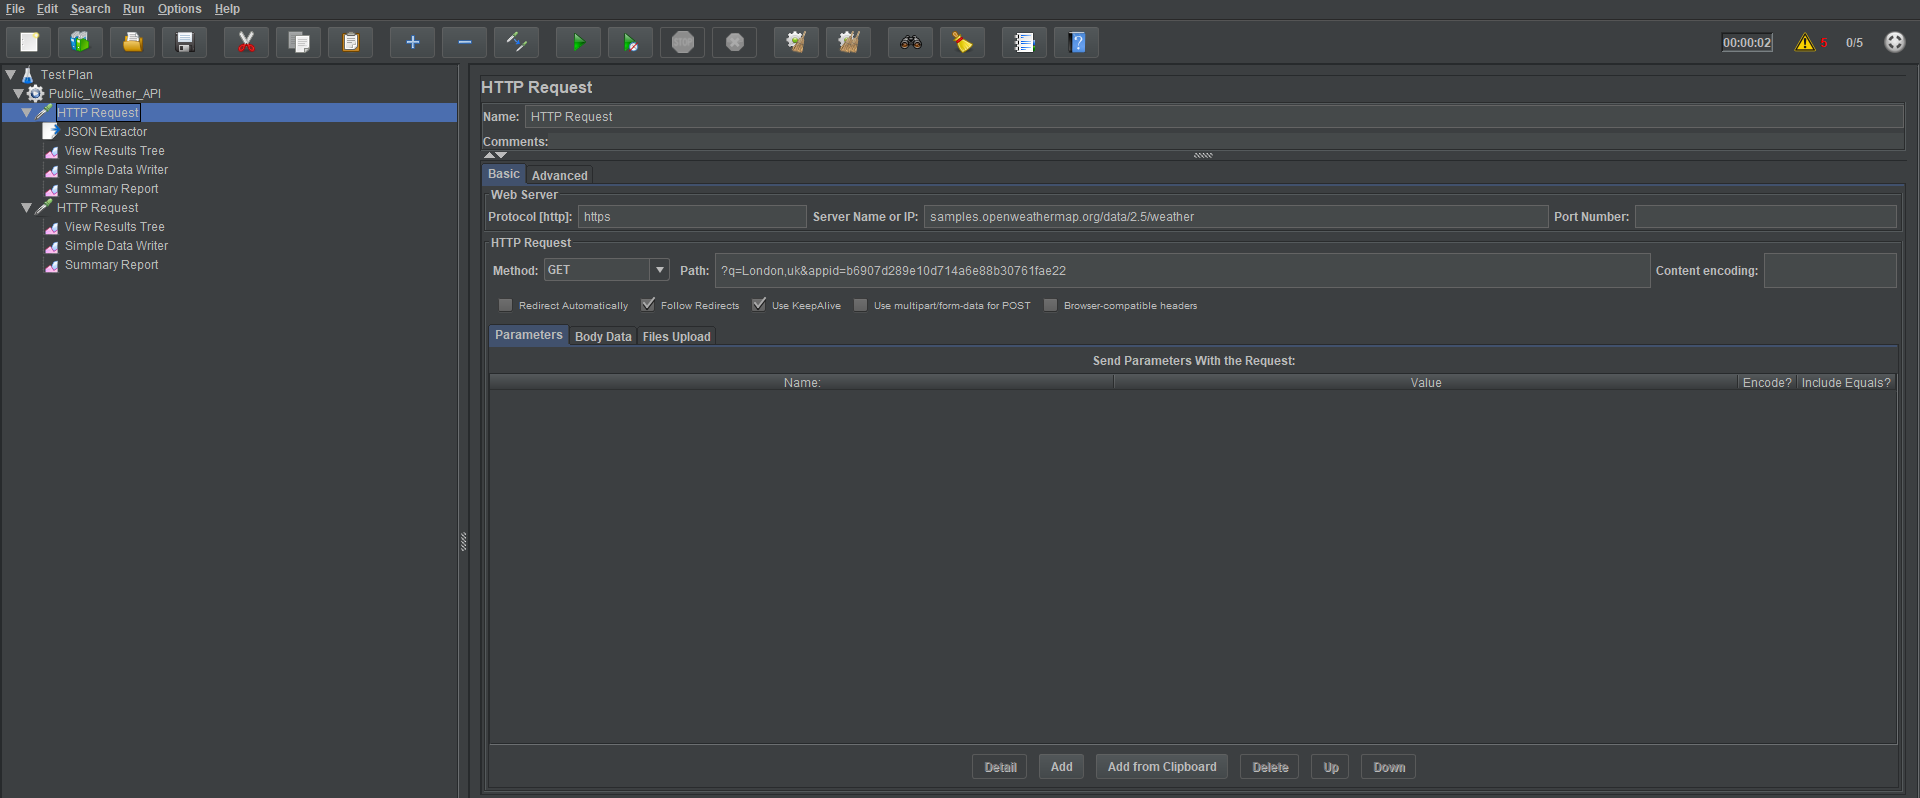 File Edit Search Run Options Help
STOP
00:00:02 5 0/5
Test Plan
Public_Weather_API
HTTP Request
JSON Extractor
View Results Tree
Simple Data Writer
Summary Report
HTTP Request
View Results Tree
Simple Data Writer
Summary Report
HTTP Request
Name: HTTP Request
Comments:
Basic Advanced
Web Server
Protocol [http]: https Server Name or IP: samples.openweathermap.org/data/2.5/weather Port Number:
HTTP Request
Method: GET Path: ?q=London,uk&appid=b6907d289e10d714a6e88b30761fae22 Content encoding:
Redirect Automatically Follow Redirects Use KeepAlive Use multipart/form-data for POST Browser-compatible headers
Parameters Body Data Files Upload
Send Parameters With the Request:
Name: Value Encode? Include Equals?
Detail Add Add from Clipboard Delete Up Down